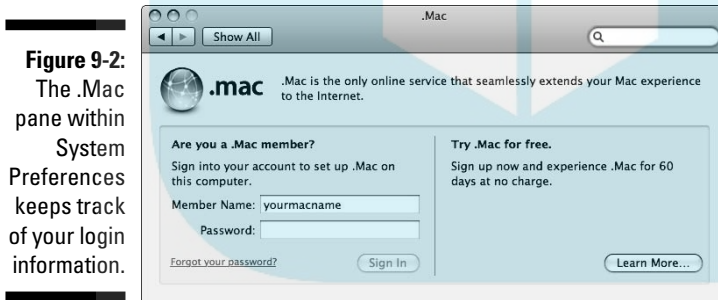 Figure 9-2:
The .Mac
pane within
System
Preferences
keeps track
of your login
information.
.Mac
Show All
.mac
.Mac is the only online service that seamlessly extends your Mac experience
to the Internet.
Are you a .Mac member?
Sign into your account to set up .Mac on
this computer.
Member Name: yourmacname
Password:
Forgot your password?
Sign In
Try .Mac for free.
Sign up now and experience .Mac for 60
days at no charge.
Learn More...